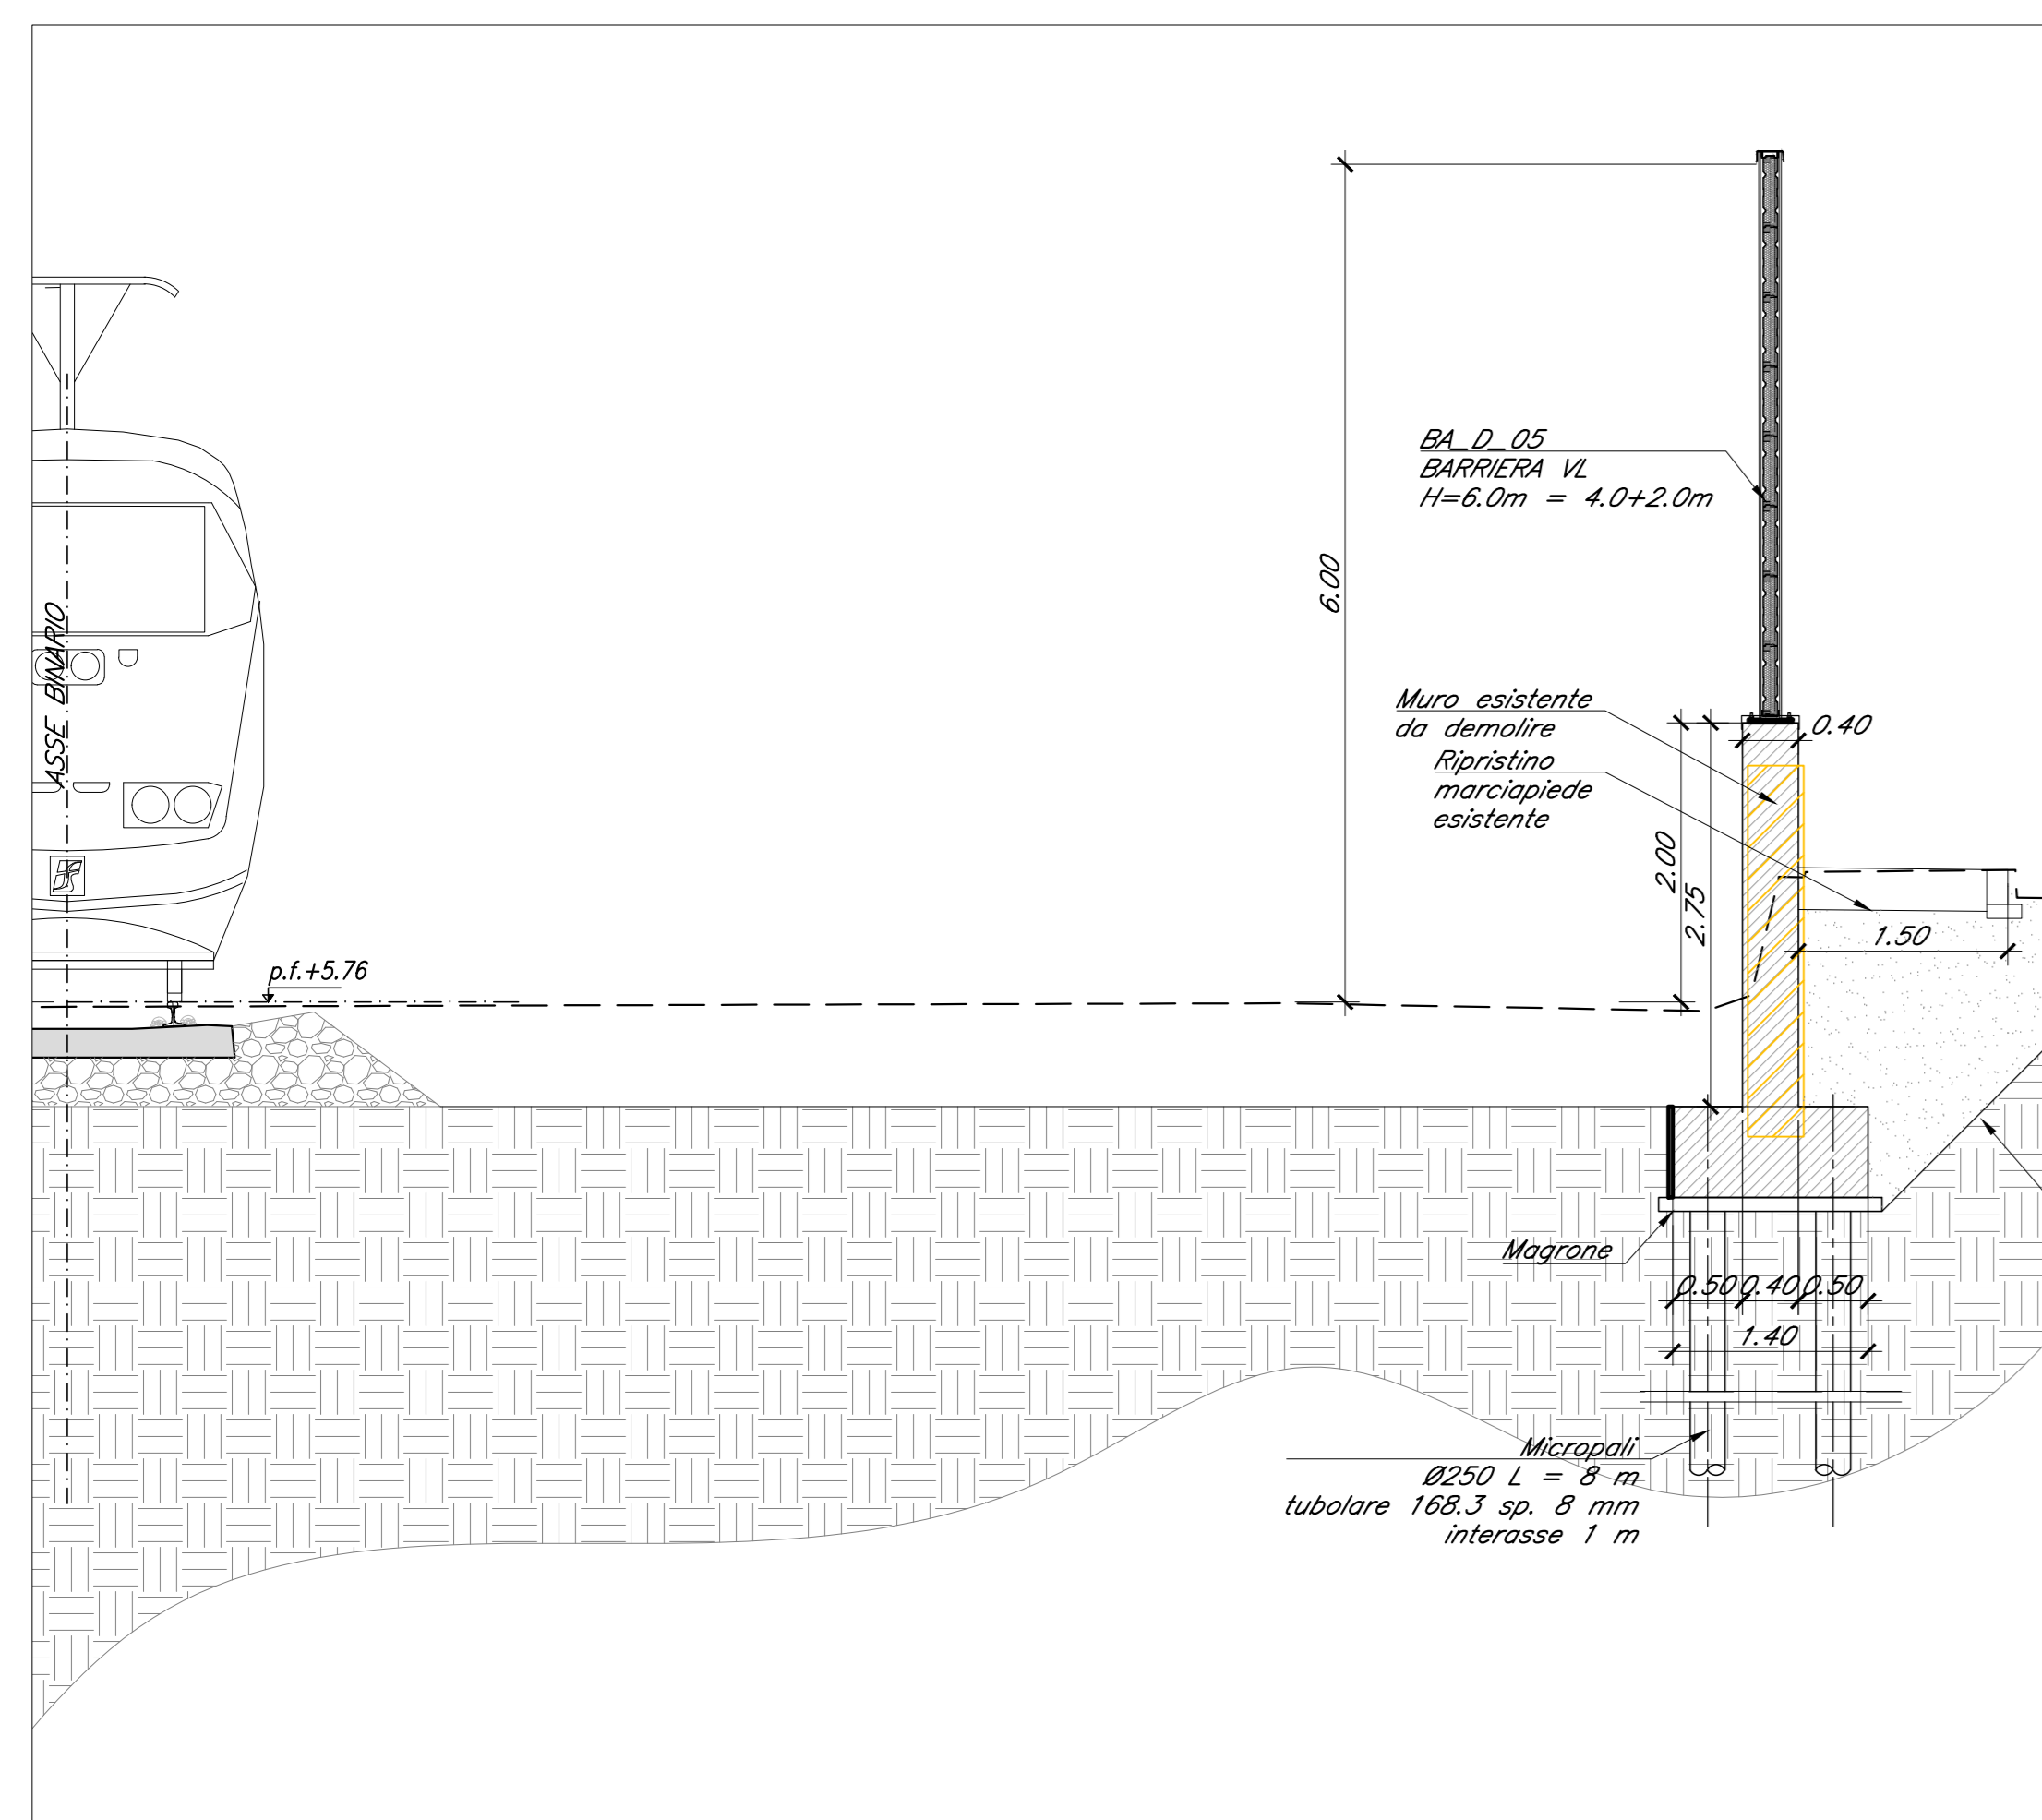 BA_D_05
BARRIERA VL
H=6.0m = 4.0+2.0m
6.00
ASSE BINARIO
Muro esistente
da demolire
0.40
Ripristino
marciapiede
esistente
2.00
2.75
1.50
p.f.+5.76
Magrone
0.50
0.40
0.50
1.40
Micropali
Ø250 L = 8 m
tubolare 168.3 sp. 8 mm
interasse 1 m